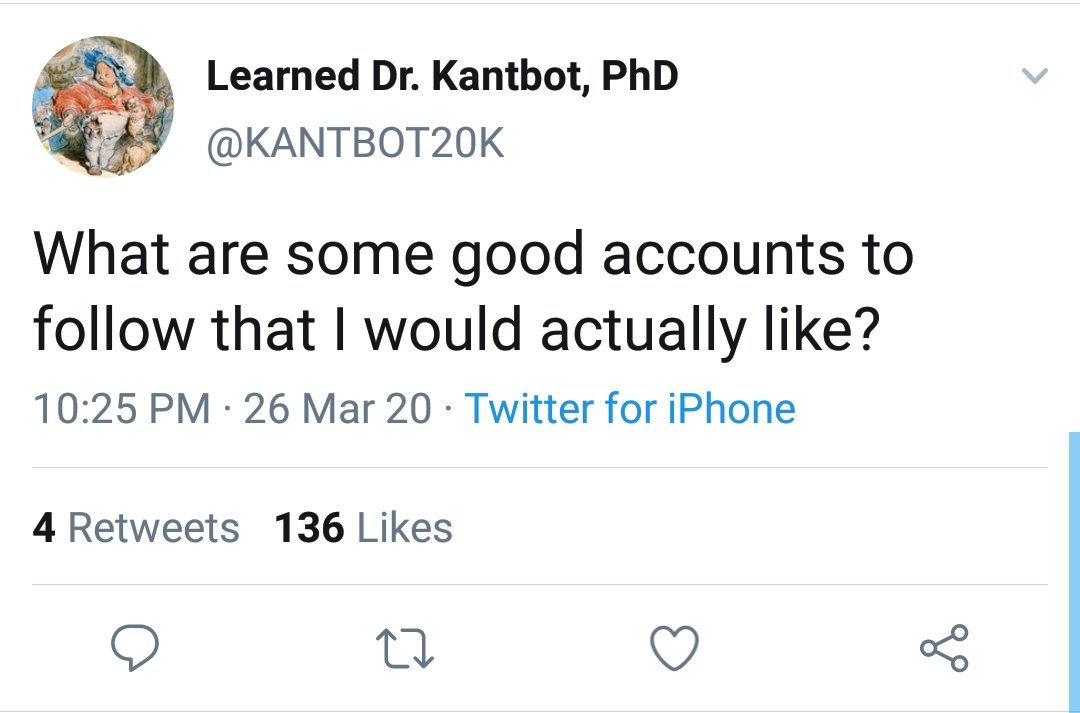 Learned Dr. Kantbot, PhD
@KANTBOT20K
What are some good accounts to
follow that I would actually like?
10:25 PM · 26 Mar 20 · Twitter for iPhone
4 Retweets 136 Likes